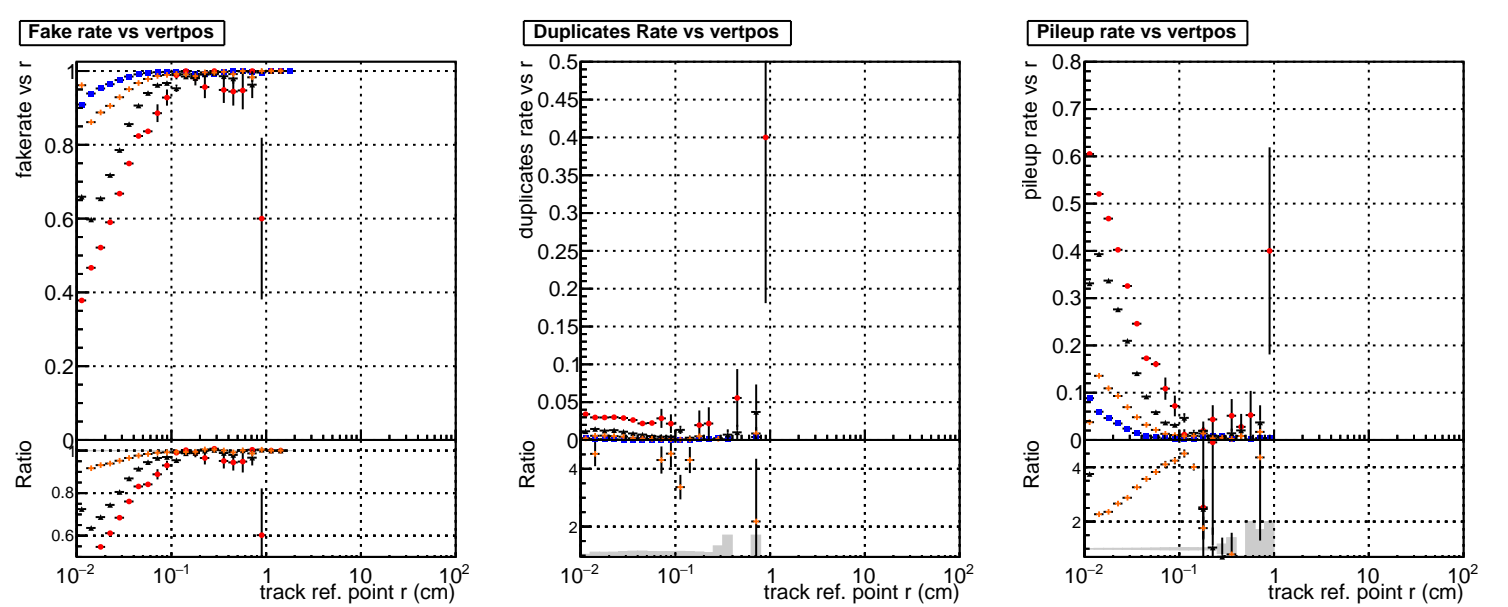 Fake rate vs vertpos
fakerate vs r
1
0.8
0.6
0.4
0.2
0
Ratio
1
0.8
0.6
10⁻² 10⁻¹ 1 10 10²
track ref. point r (cm)
Duplicates Rate vs vertpos
duplicates rate vs r
0.5
0.45
0.4
0.35
0.3
0.25
0.2
0.15
0.1
0.05
0
Ratio
4
2
10⁻² 10⁻¹ 1 10 10²
track ref. point r (cm)
Pileup rate vs vertpos
pileup rate vs r
0.8
0.7
0.6
0.5
0.4
0.3
0.2
0.1
0
Ratio
4
2
10⁻² 10⁻¹ 1 10 10²
track ref. point r (cm)